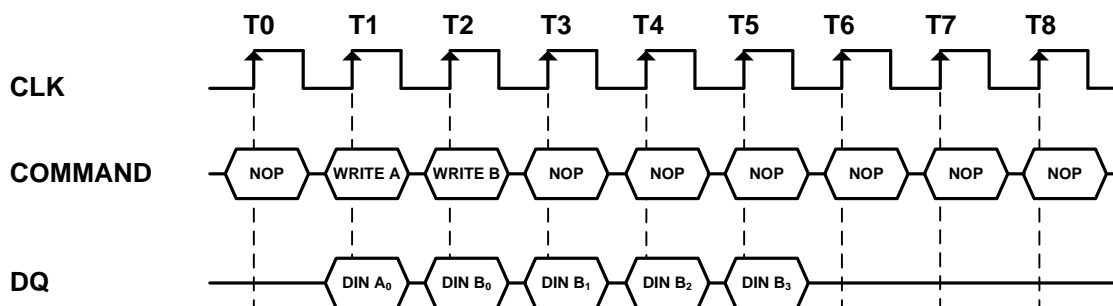 T0 T1 T2 T3 T4 T5 T6 T7 T8
CLK
COMMAND NOP WRITE A WRITE B NOP NOP NOP NOP NOP NOP
DQ DIN A₀ DIN B₀ DIN B₁ DIN B₂ DIN B₃